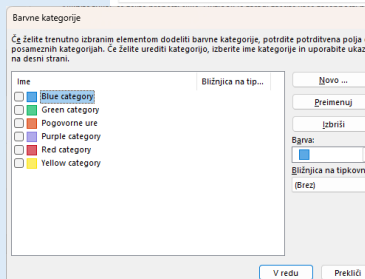 Barvne kategorije
Če želite trenutno izbranim elementom dodeliti barvne kategorije, potrdite potrditvena polja
posameznih kategorijah. Če želite urediti kategorijo, izberite ime kategorije in uporabite ukaz
na desni strani.
Ime Bližnjica na tip...
Blue category
Green category
Pogovorne ure
Purple category
Red category
Yellow category
Novo ...
Preimenuj
Izbriši
Barva:
Bližnjica na tipkovn
(Brez)
V redu Prekliči